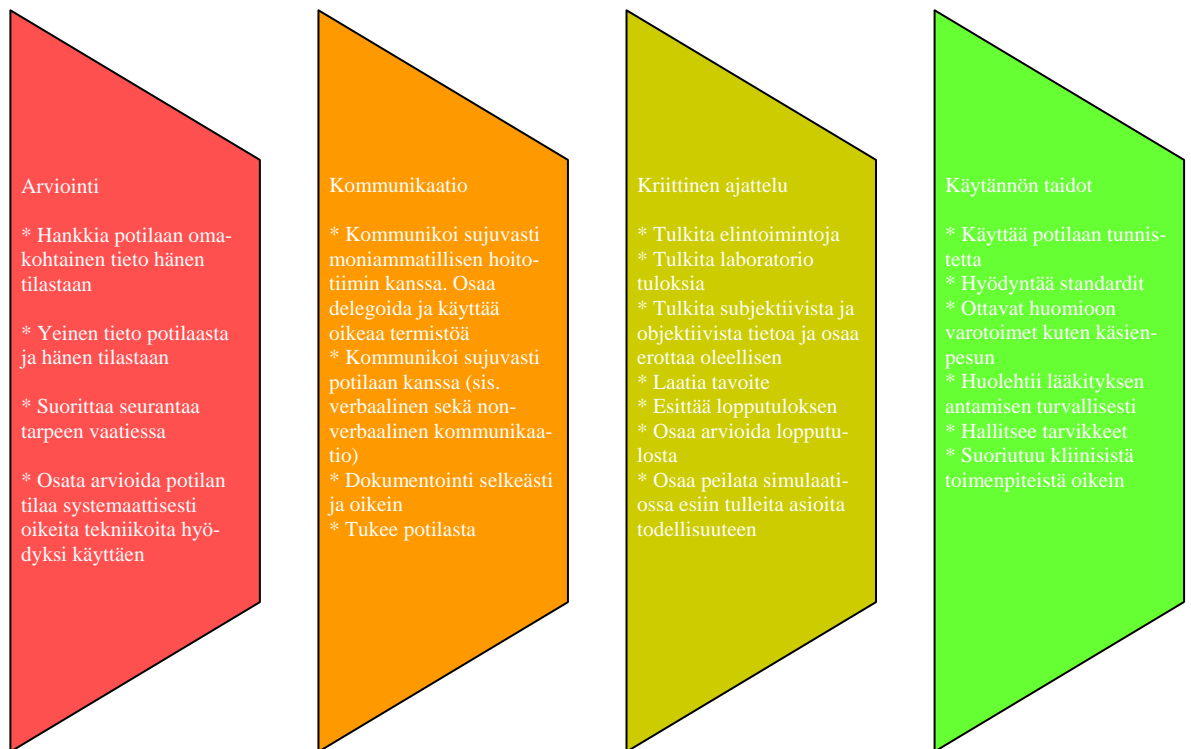 Arviointi
* Hankkia potilaan oma-
kohtainen tieto hänen
tilastaan
* Yeinen tieto potilaasta
ja hänen tilastaan
* Suorittaa seurantaa
tarpeen vaatiessa
* Osata arvioida potilan
tilaa systemaattisesti
oikeita tekniikoita hyö-
dyksi käyttäen
Kommunikaatio
* Kommunikoi sujuvasti
moniammatillisen hoito-
tiimin kanssa. Osaa
delegoida ja käyttää
oikeaa termistöä
* Kommunikoi sujuvasti
potilaan kanssa (sis.
verbaalinen sekä non-
verbaalinen kommunikaa-
tio)
* Dokumentointi selkeästi
ja oikein
* Tukee potilasta
Kriittinen ajattelu
* Tulkita elintoimintoja
* Tulkita laboratorio
tuloksia
* Tulkita subjektiivista ja
objektiivista tietoa ja osaa
erottaa oleellisen
* Laatia tavoite
* Esittää lopputuloksen
* Osaa arvioida lopputu-
losta
* Osaa peilata simulaati-
ossa esiin tulleita asioita
todellisuuteen
Käytännön taidot
* Käyttää potilaan tunnis-
tetta
* Hyödyntää standardit
* Ottavat huomioon
varotoimet kuten käsien-
pesun
* Huolehtii lääkityksen
antamisen turvallisesti
* Hallitsee tarvikkeet
* Suoriutuu kliinisistä
toimenpiteistä oikein